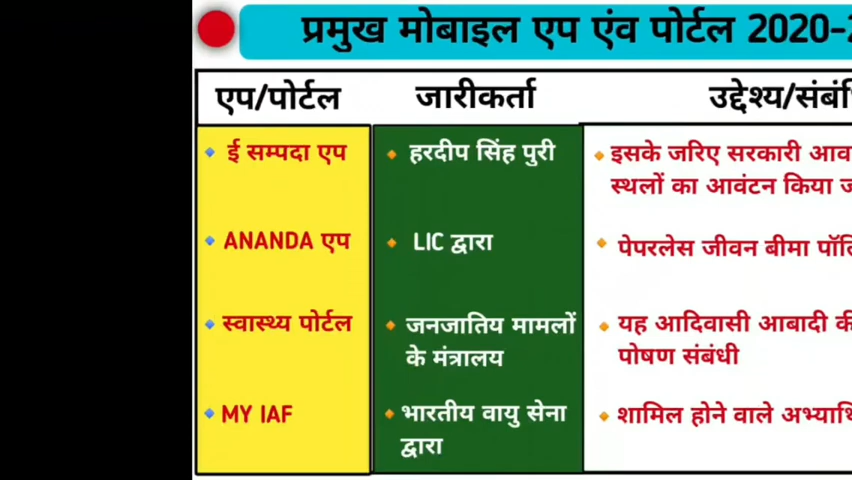 प्रमुख मोबाइल एप एंव पोर्टल 2020-
एप/पोर्टल जारीकर्ता उद्देश्य/संबं
ई सम्पदा एप हरदीप सिंह पुरी इसके जरिए सरकारी आव
स्थलों का आवंटन किया
ANANDA एप LIC द्वारा पेपरलेस जीवन बीमा
स्वास्थ्य पोर्टल जनजातिय मामलों यह आदिवासी आबादी की
के मंत्रालय पोषण संबंधी
MY IAF भारतीय वायु सेना शामिल होने वाले
द्वारा